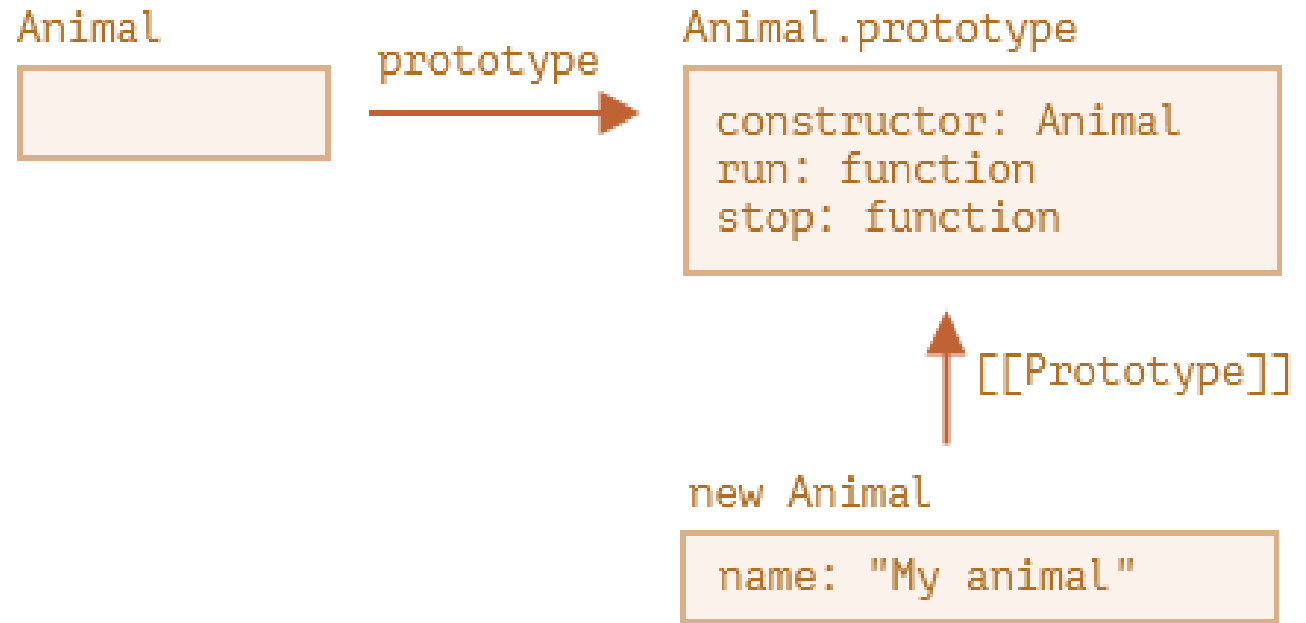 Animal
prototype
Animal.prototype
constructor: Animal
run: function
stop: function
[[Prototype]]
new Animal
name: "My animal"